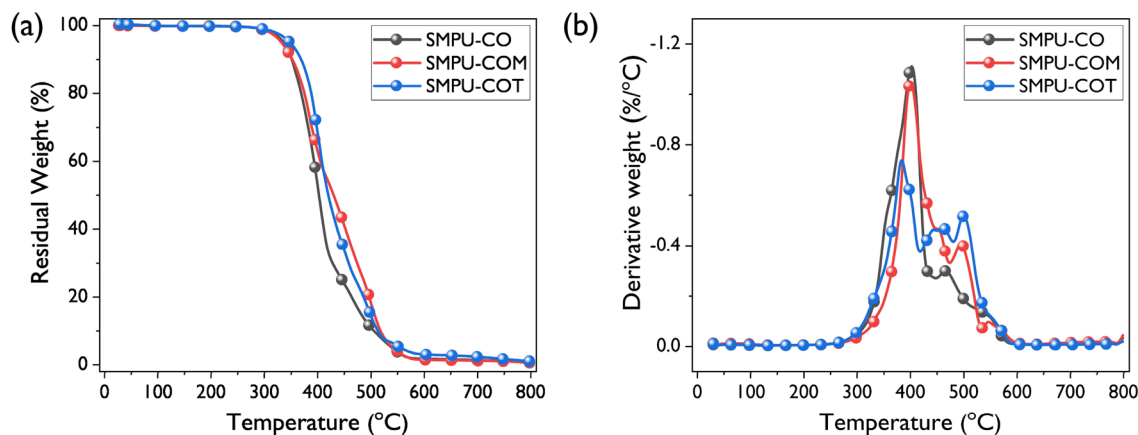 (a)
100
80
60
40
20
0
Residual Weight (%)
SMPU-CO
SMPU-COM
SMPU-COT
0 100 200 300 400 500 600 700 800
Temperature (°C)
(b)
-1.2
-0.8
-0.4
0.0
Derivative weight (%/°C)
SMPU-CO
SMPU-COM
SMPU-COT
0 100 200 300 400 500 600 700 800
Temperature (°C)